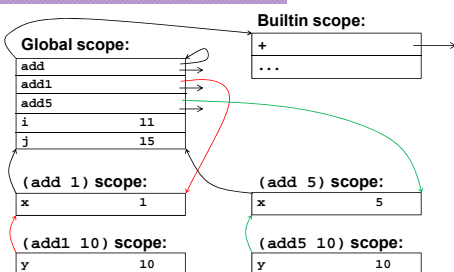 Builtin scope:
+
...
Global scope:
add
add1
add5
i 11
j 15
(add 1) scope:
x 1
(add 5) scope:
x 5
(add1 10) scope:
y 10
(add5 10) scope:
y 10